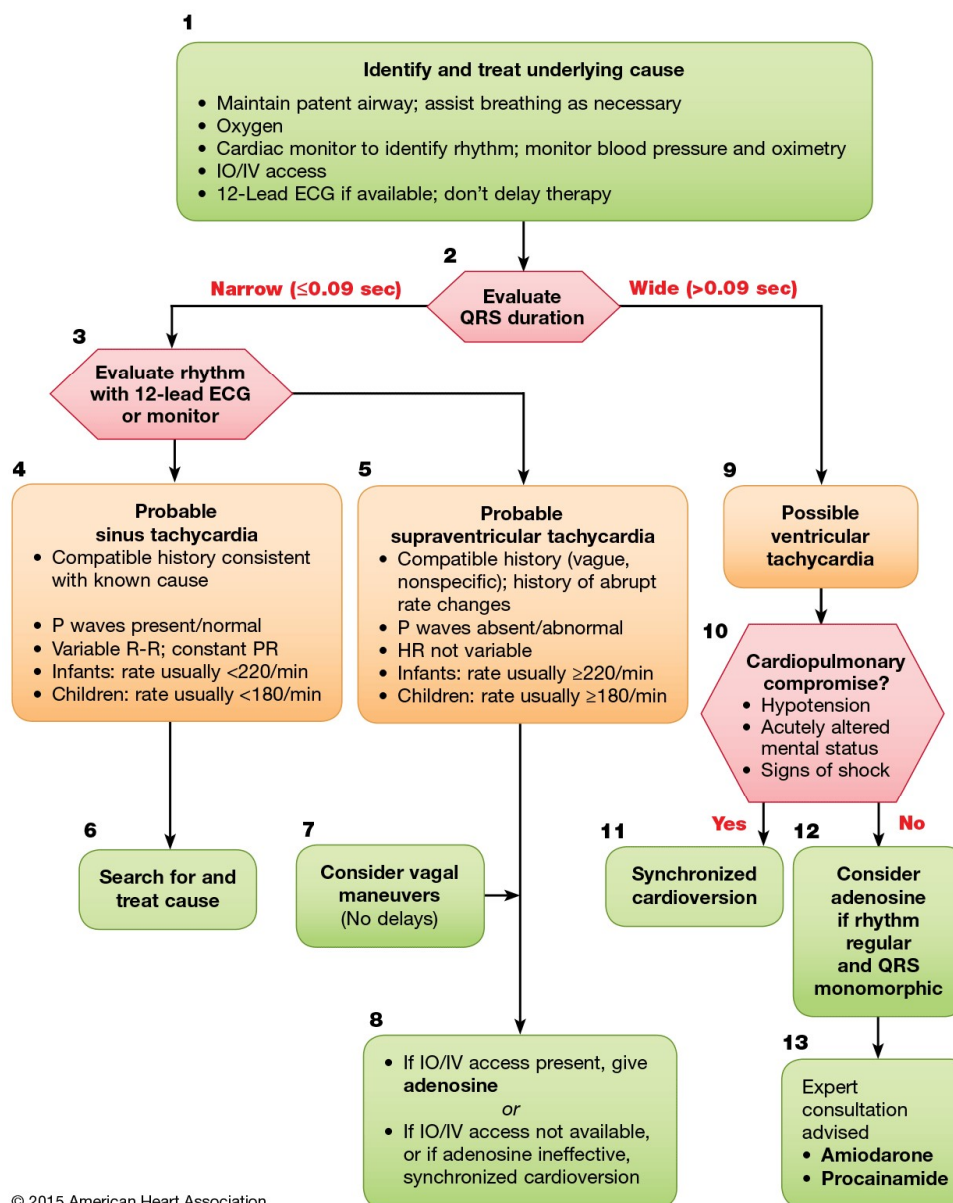 1
Identify and treat underlying cause
• Maintain patent airway; assist breathing as necessary
• Oxygen
• Cardiac monitor to identify rhythm; monitor blood pressure and oximetry
• IO/IV access
• 12-Lead ECG if available; don't delay therapy
2
Narrow (≤0.09 sec)
Evaluate
QRS duration
Wide (>0.09 sec)
3
Evaluate rhythm
with 12-lead ECG
or monitor
4
Probable
sinus tachycardia
• Compatible history consistent
with known cause
• P waves present/normal
• Variable R-R; constant PR
• Infants: rate usually <220/min
• Children: rate usually <180/min
5
Probable
supraventricular tachycardia
• Compatible history (vague,
nonspecific); history of abrupt
rate changes
• P waves absent/abnormal
• HR not variable
• Infants: rate usually ≥220/min
• Children: rate usually ≥180/min
9
Possible
ventricular
tachycardia
10
Cardiopulmonary
compromise?
• Hypotension
• Acutely altered
mental status
• Signs of shock
6
Search for and
treat cause
7
Consider vagal
maneuvers
(No delays)
Yes
No
11
Synchronized
cardioversion
12
Consider
adenosine
if rhythm
regular
and QRS
monomorphic
8
• If IO/IV access present, give
adenosine
or
• If IO/IV access not available,
or if adenosine ineffective,
synchronized cardioversion
13
Expert
consultation
advised
• Amiodarone
• Procainamide
© 2015 American Heart Association